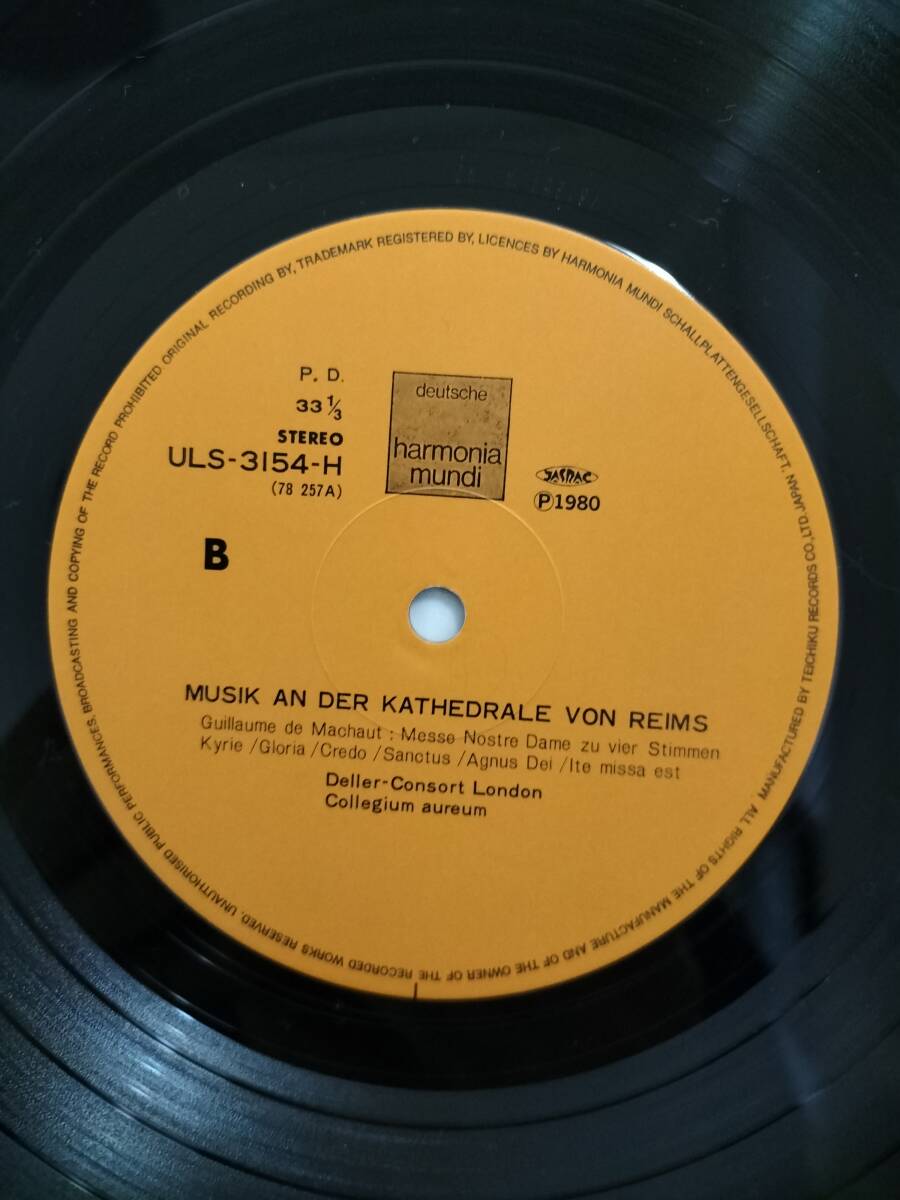 ALL RIGHTS OF THE MANUFACTURE AND OF THE OWNER OF THE RECORDED WORKS RESERVED, UNAUTHORISED PUBLIC PERFORMANCES, BROADCASTING AND COPYING OF THE RECORD PROHIBITED ORIGINAL RECORDING BY, TRADEMARK REGISTERED BY, LICENCES BY HARMONIA MUNDI SCHALLPLATTENGESELLSCHAFT, MANUFACTURED BY TEICHIKU RECORDS CO., LTD. JAPAN
P. D.
33 ⅓
STEREO
ULS-3154-H
(78 257A)
deutsche
harmonia
mundi
JASRAC
Ⓟ1980
B
MUSIK AN DER KATHEDRALE VON REIMS
Guillaume de Machaut : Messe Nostre Dame zu vier Stimmen
Kyrie / Gloria / Credo / Sanctus / Agnus Dei / Ite missa est
Deller-Consort London
Collegium aureum